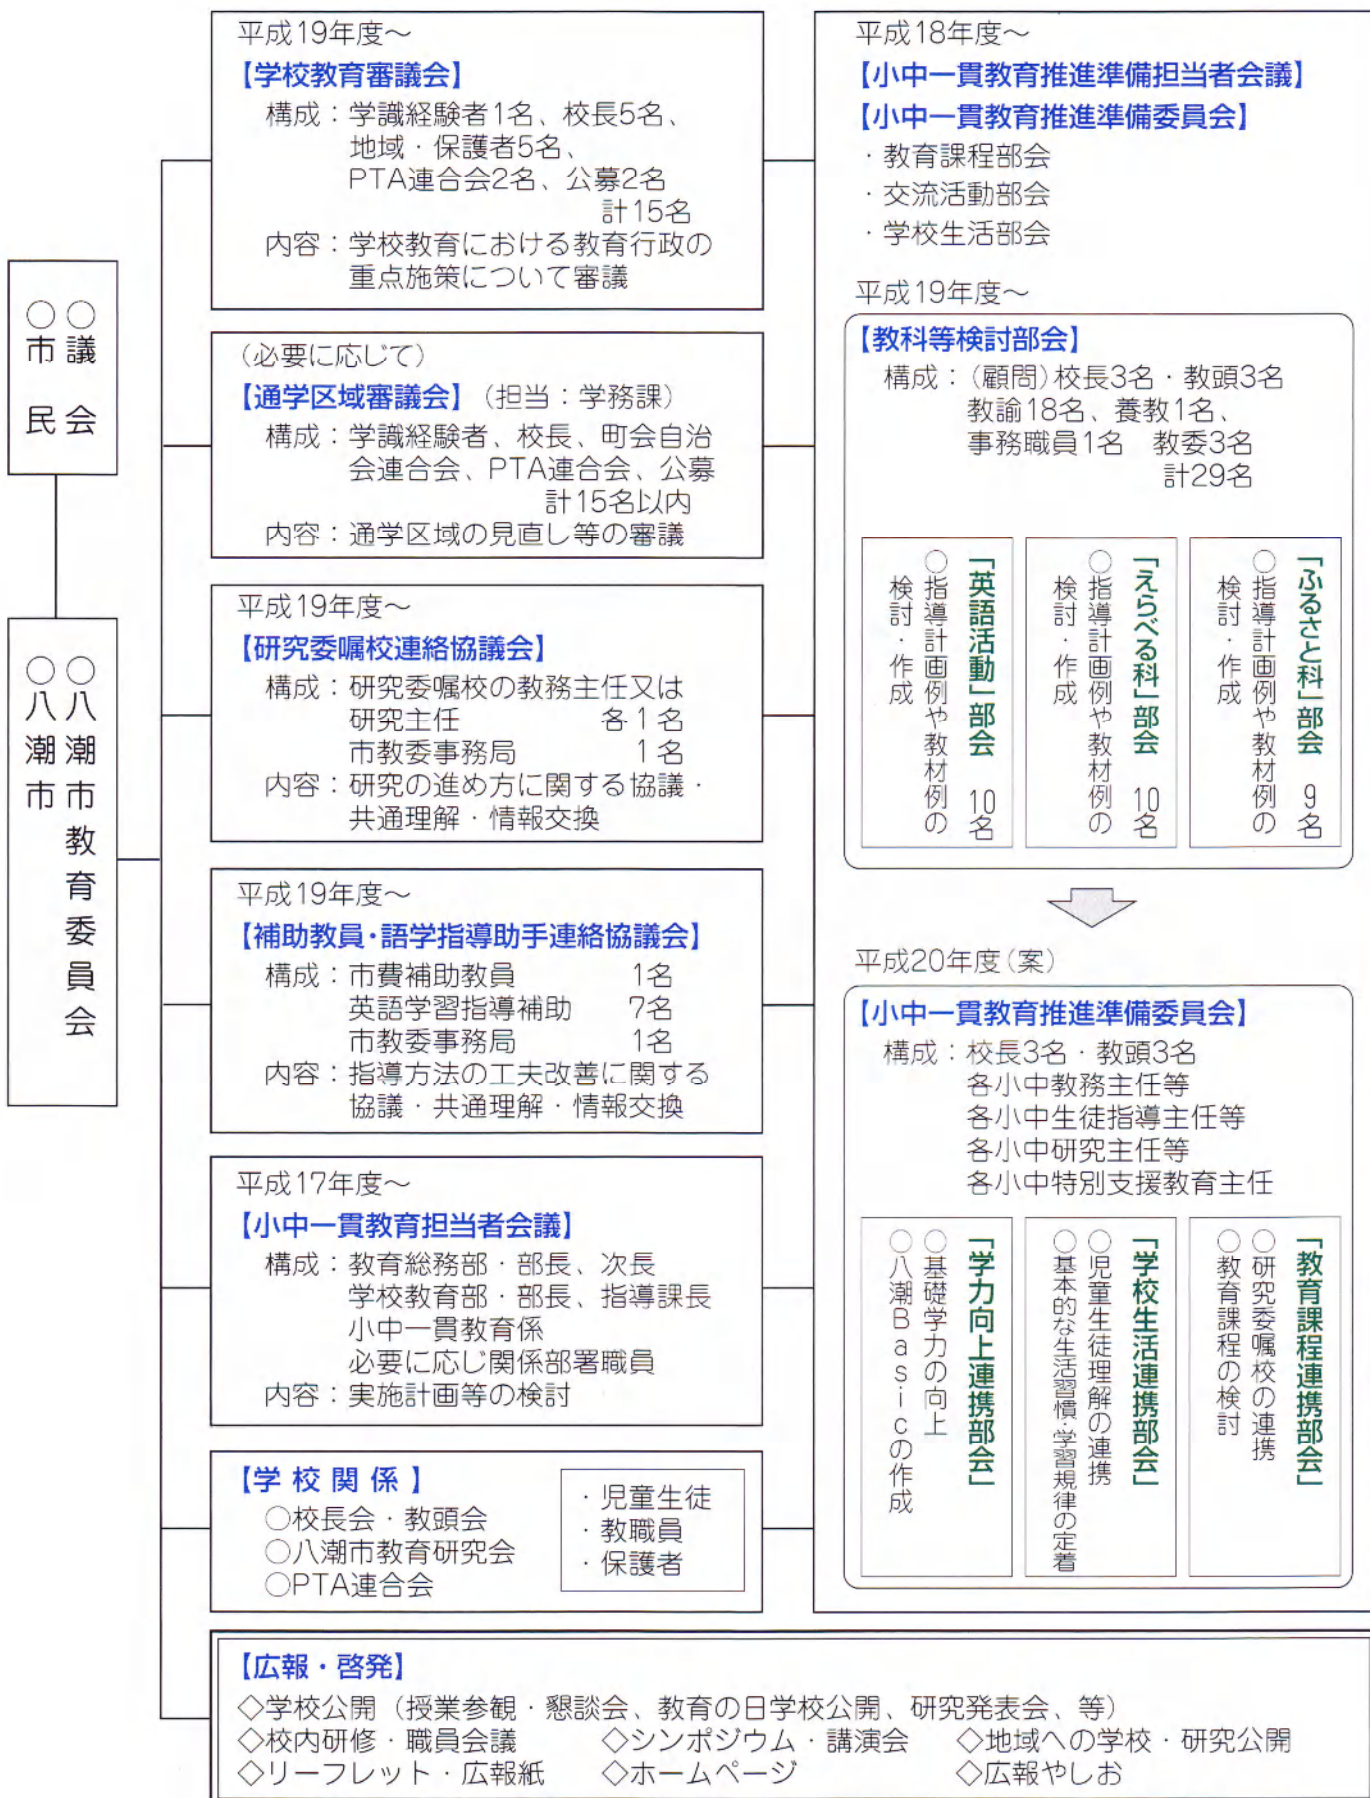 ○議会
○市民
○八潮市教育委員会
○八潮市
平成19年度～
【学校教育審議会】
構成：学識経験者1名、校長5名、
地域・保護者5名、
PTA連合会2名、公募2名
計15名
内容：学校教育における教育行政の
重点施策について審議
（必要に応じて）
【通学区域審議会】（担当：学務課）
構成：学識経験者、校長、町会自治
会連合会、PTA連合会、公募
計15名以内
内容：通学区域の見直し等の審議
平成19年度～
【研究委嘱校連絡協議会】
構成：研究委嘱校の教務主任又は
研究主任　各1名
市教委事務局　1名
内容：研究の進め方に関する協議・
共通理解・情報交換
平成19年度～
【補助教員・語学指導助手連絡協議会】
構成：市費補助教員　1名
英語学習指導補助　7名
市教委事務局　1名
内容：指導方法の工夫改善に関する
協議・共通理解・情報交換
平成17年度～
【小中一貫教育担当者会議】
構成：教育総務部・部長、次長
学校教育部・部長、指導課長
小中一貫教育係
必要に応じ関係部署職員
内容：実施計画等の検討
【学校関係】
○校長会・教頭会
○八潮市教育研究会
○PTA連合会
・児童生徒
・教職員
・保護者
平成18年度～
【小中一貫教育推進準備担当者会議】
【小中一貫教育推進準備委員会】
・教育課程部会
・交流活動部会
・学校生活部会
平成19年度～
【教科等検討部会】
構成：（顧問）校長3名・教頭3名
教諭18名、養教1名、
事務職員1名　教委3名
計29名
「ふるさと科」部会　9名
○指導計画例や教材例の
検討・作成
「えらべる科」部会　10名
○指導計画例や教材例の
検討・作成
「英語活動」部会　10名
○指導計画例や教材例の
検討・作成
平成20年度（案）
【小中一貫教育推進準備委員会】
構成：校長3名・教頭3名
各小中教務主任等
各小中生徒指導主任等
各小中研究主任等
各小中特別支援教育主任
「教育課程連携部会」
○研究委嘱校の連携
○教育課程の検討
「学校生活連携部会」
○児童生徒理解の連携
○基本的な生活習慣・学習規律の定着
「学力向上連携部会」
○基礎学力の向上
○八潮Basicの作成
【広報・啓発】
◇学校公開（授業参観・懇談会、教育の日学校公開、研究発表会、等）
◇校内研修・職員会議　◇シンポジウム・講演会　◇地域への学校・研究公開
◇リーフレット・広報紙　◇ホームページ　◇広報やしお